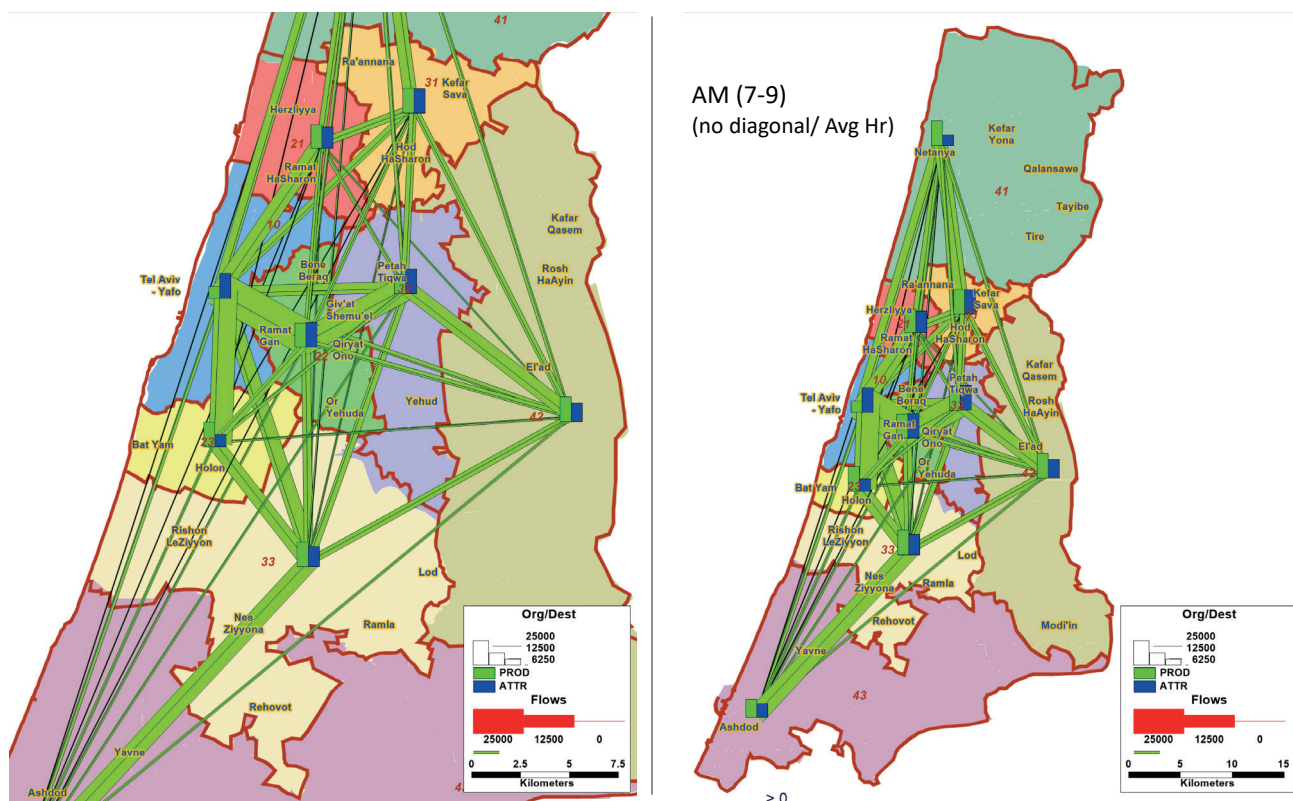 41
Ra'annana
31
Kefar
Sava
Herzliyya
21
Hod
HaSharon
Ramat
HaSharon
10
Kafar
Qasem
Bene
Beraq
Petah
Tiqwa
Rosh
HaAyin
Tel Aviv
- Yafo
32
Giv'at
Shemu'el
Ramat
Gan
Qiryat
Ono
22
El'ad
Or
Yehuda
Yehud
42
23
Bat Yam
Holon
Rishon
LeZiyyon
33
Lod
Nes
Ziyyona
Ramla
Rehovot
Yavne
Ashdod
Org/Dest
25000
12500
6250
PROD
ATTR
Flows
25000 12500 0
0 2.5 5 7.5
Kilometers
AM (7-9)
(no diagonal/ Avg Hr)
Kefar
Yona
Netanya
Qalansawe
41
Tayibe
Tire
Ra'annana
Kefar
Sava
Herzliyya
21
Hod
HaSharon
Ramat
HaSharon
10
Kafar
Qasem
Petah
Tiqwa
Bene
Beraq
Rosh
HaAyin
Tel Aviv
- Yafo
32
Ramat
Gan
Qiryat
Ono
El'ad
Or
Yehuda
42
Bat Yam
23
Holon
Rishon
LeZiyyon
33
Lod
Nes
Ziyyona
Ramla
Rehovot
Modi'in
Yavne
43
Ashdod
Org/Dest
25000
12500
6250
PROD
ATTR
Flows
25000 12500 0
0 5 10 15
Kilometers
> 0